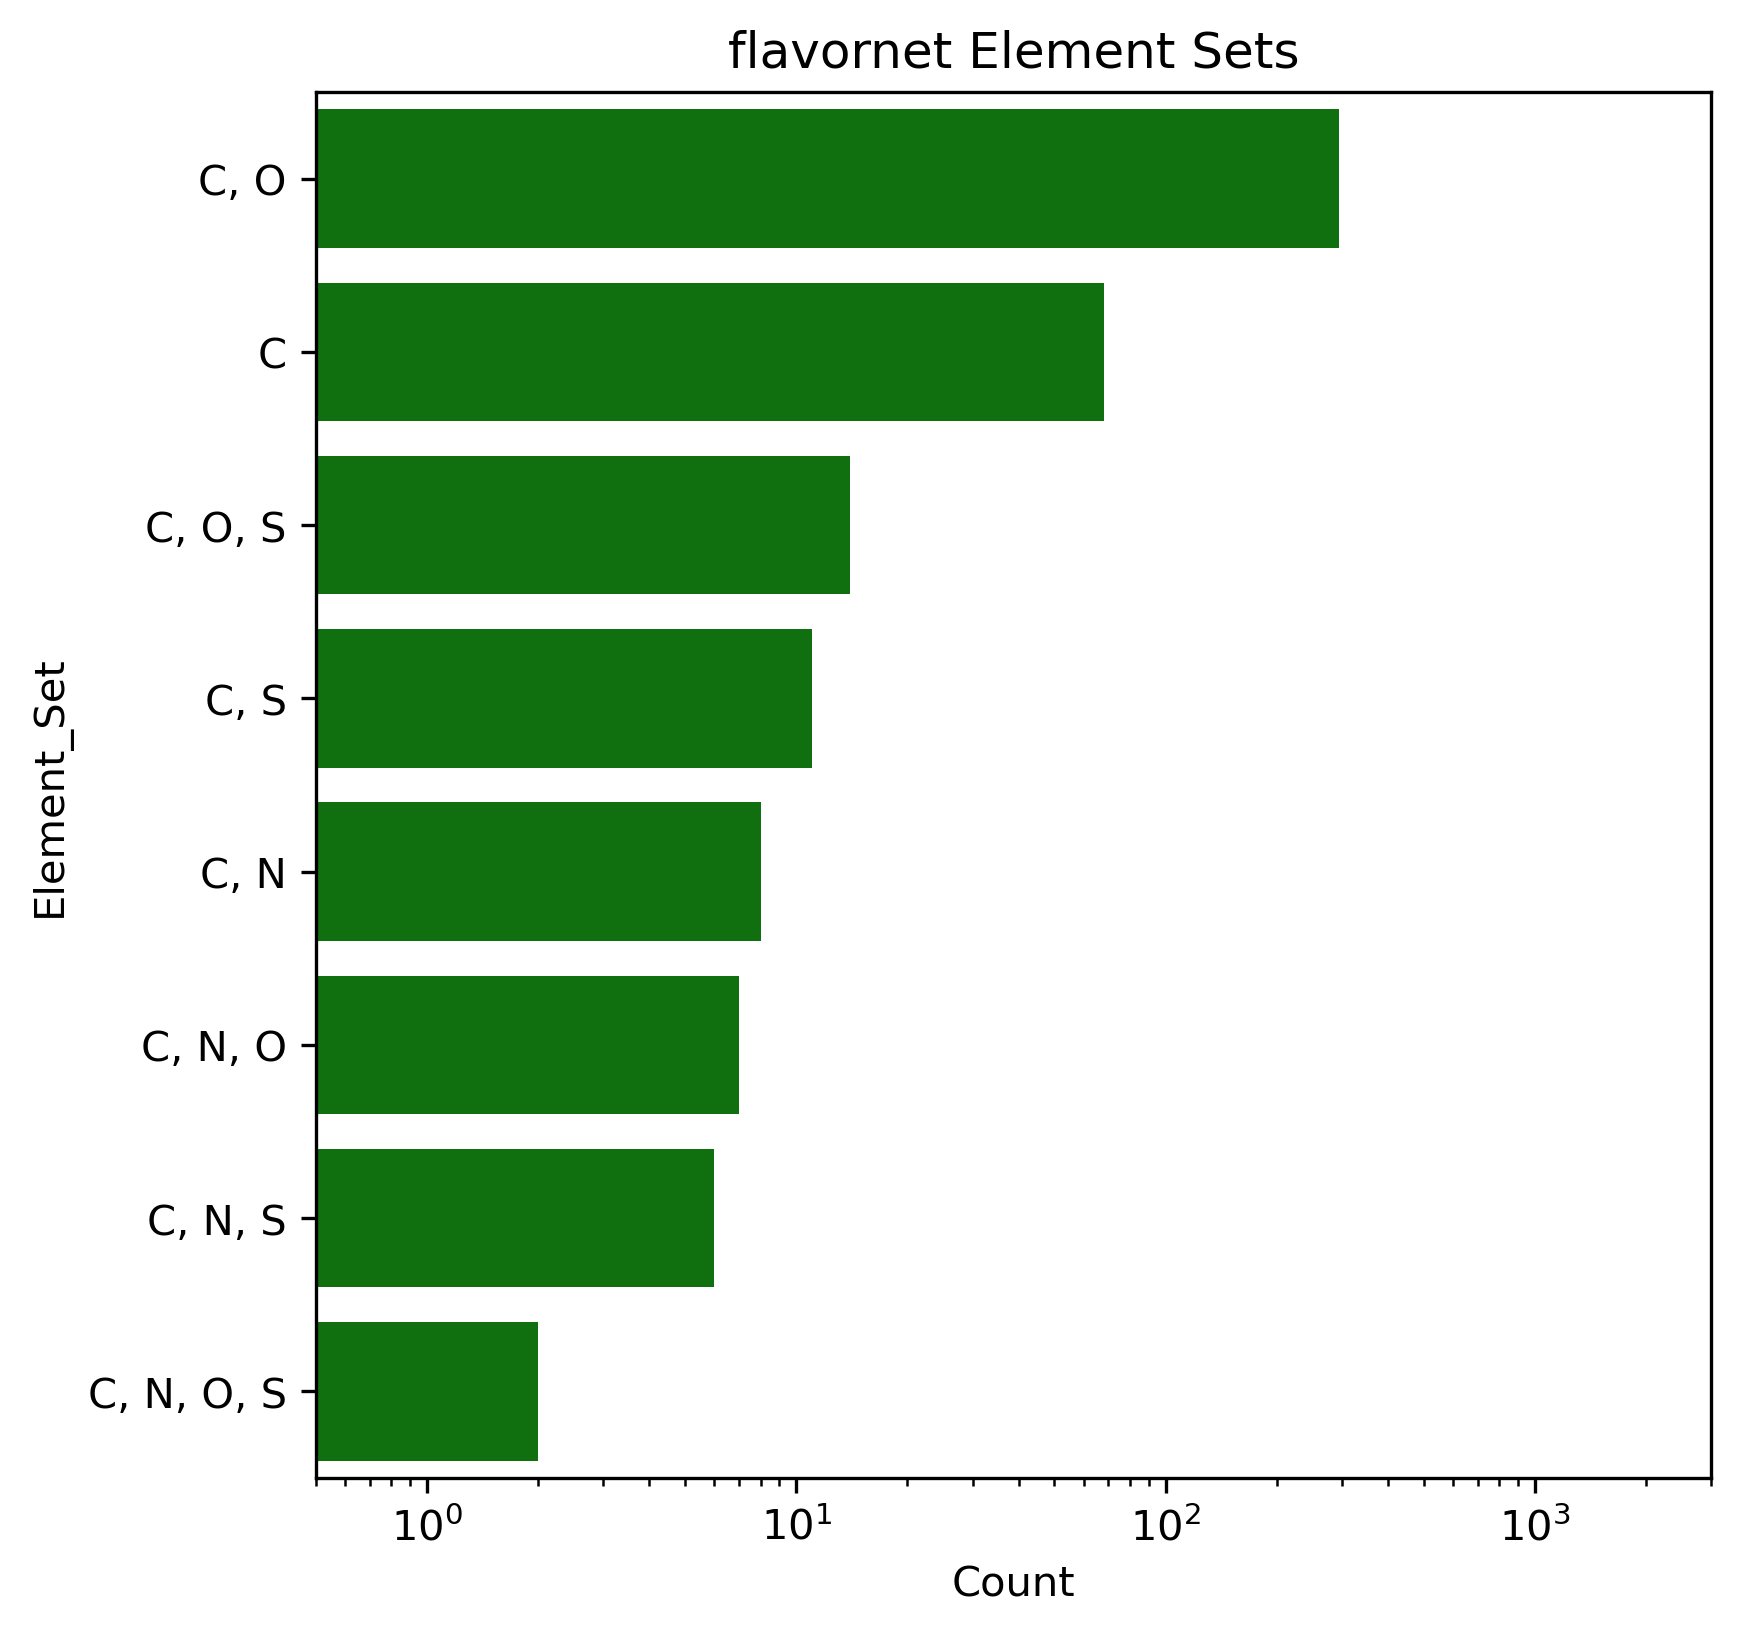 flavornet Element Sets
C, O
C
C, O, S
C, S
C, N
C, N, O
C, N, S
C, N, O, S
Element_Set
10⁰ 10¹ 10² 10³
Count